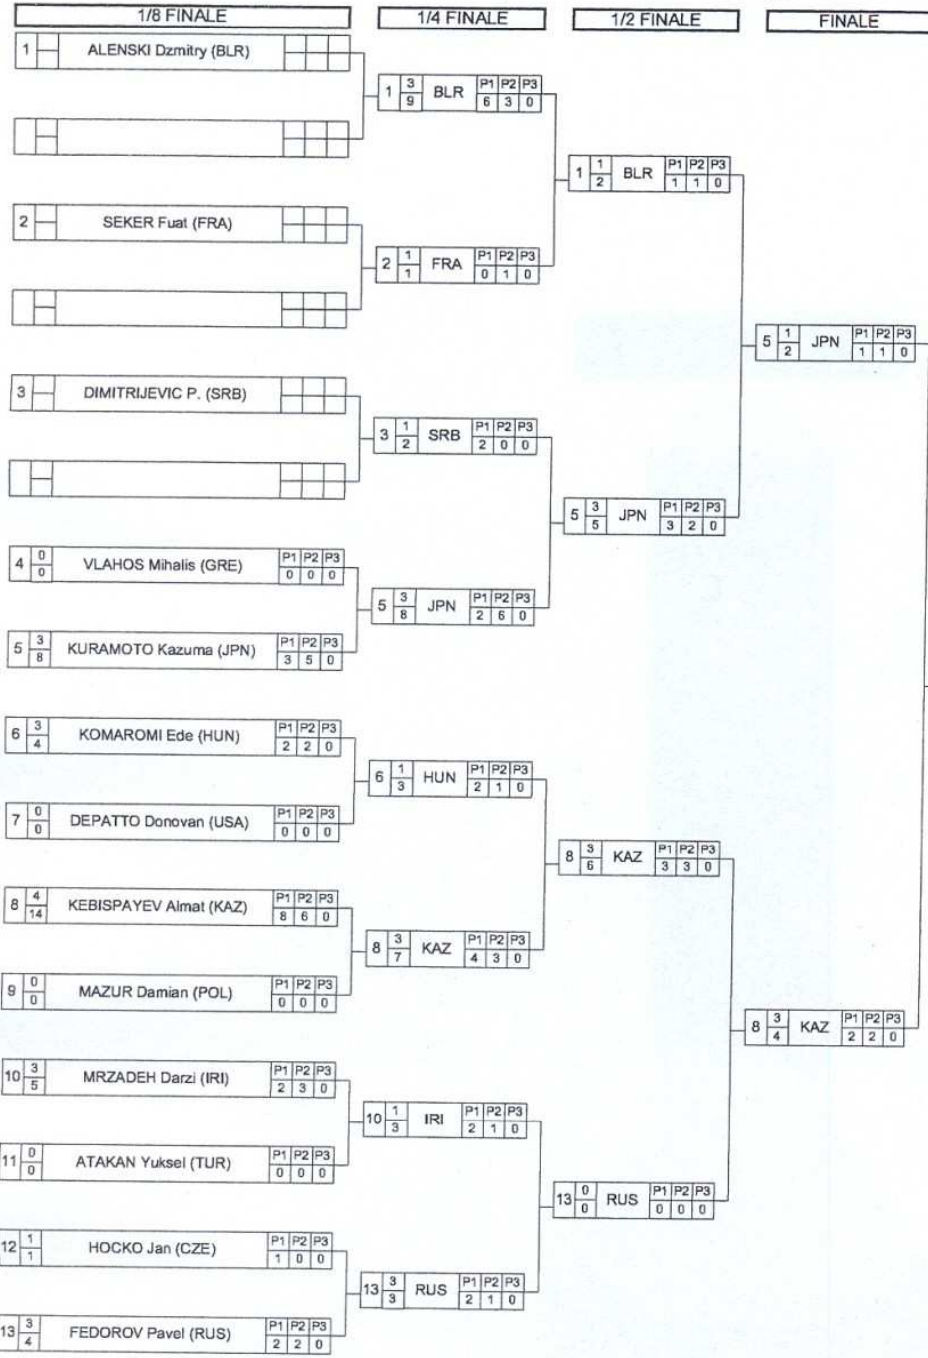 1/8 FINALE
1/4 FINALE
1/2 FINALE
FINALE
1 ALENSKI Dzmitry (BLR)
2 SEKER Fuat (FRA)
3 DIMITRIJEVIC P. (SRB)
4 0 VLAHOS Mihalis (GRE) P1 P2 P3
0 0 0 0
5 3 KURAMOTO Kazuma (JPN) P1 P2 P3
8 3 5 0
6 3 KOMAROMI Ede (HUN) P1 P2 P3
4 2 2 0
7 0 DEPATTO Donovan (USA) P1 P2 P3
0 0 0 0
8 4 KEBISPAYEV Almat (KAZ) P1 P2 P3
14 8 6 0
9 0 MAZUR Damian (POL) P1 P2 P3
0 0 0 0
10 3 MRZADEH Darzi (IRI) P1 P2 P3
5 2 3 0
11 0 ATAKAN Yuksel (TUR) P1 P2 P3
0 0 0 0
12 1 HOCKO Jan (CZE) P1 P2 P3
1 1 0 0
13 3 FEDOROV Pavel (RUS) P1 P2 P3
4 2 2 0
1 3 BLR P1 P2 P3
9 6 3 0
2 1 FRA P1 P2 P3
1 0 1 0
3 1 SRB P1 P2 P3
2 2 0 0
5 3 JPN P1 P2 P3
8 2 6 0
6 1 HUN P1 P2 P3
3 2 1 0
8 3 KAZ P1 P2 P3
7 4 3 0
10 1 IRI P1 P2 P3
3 2 1 0
13 3 RUS P1 P2 P3
3 2 1 0
1 1 BLR P1 P2 P3
2 1 1 0
5 3 JPN P1 P2 P3
5 3 2 0
8 3 KAZ P1 P2 P3
6 3 3 0
13 0 RUS P1 P2 P3
0 0 0 0
5 1 JPN P1 P2 P3
2 1 1 0
8 3 KAZ P1 P2 P3
4 2 2 0